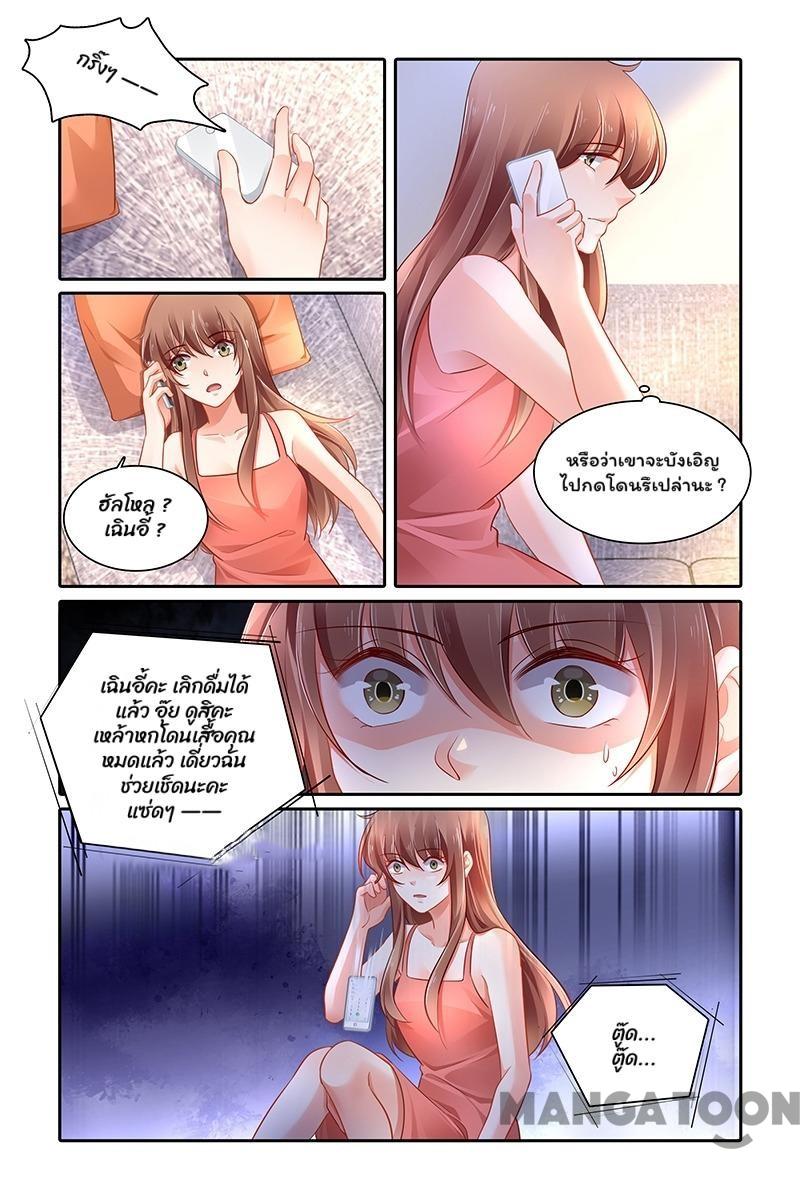 กริ๊งๆ ——
ฮัลโหล ?
เฉินอี้ ?
หรือว่าเขาจะบังเอิญ
ไปกดโดนรึเปล่านะ ?
เฉินอี้คะ เลิกดื่มได้
แล้ว อุ๊ย ดูสิคะ
เหล้าหกโดนเสื้อคุณ
หมดแล้ว เดี๋ยวฉัน
ช่วยเช็ดนะคะ
แซ่ดๆ ——
ตู๊ด...
ตู๊ด...
MANGATOON